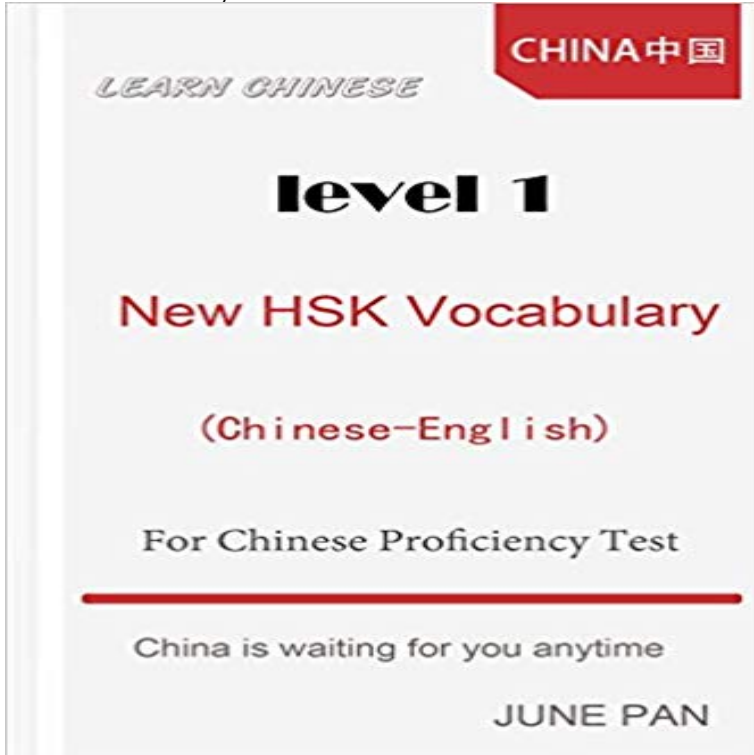 CHINA中国
LEARN CHINESE
level 1
New HSK Vocabulary
(Chinese-English)
For Chinese Proficiency Test
China is waiting for you anytime
JUNE PAN